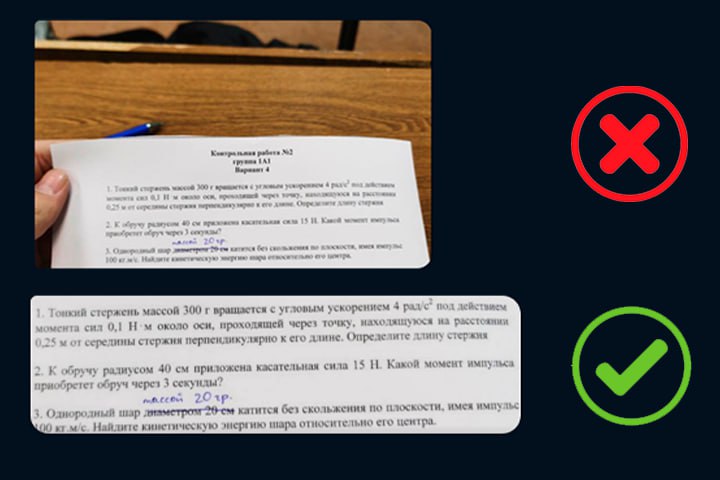 Контрольная работа №2
группа 1А1
Вариант 4
1. Тонкий стержень массой 300 г вращается с угловым ускорением 4 рад/с² под действием
момента сил 0,1 Н·м около оси, проходящей через точку, находящуюся на расстоянии
0,25 м от середины стержня перпендикулярно к его длине. Определите длину стержня
2. К обручу радиусом 40 см приложена касательная сила 15 Н. Какой момент импульса
приобретет обруч через 3 секунды?
массой 20 гр.
3. Однородный шар диаметром 20 см катится без скольжения по плоскости, имея импульс
100 кг.м/с. Найдите кинетическую энергию шара относительно его центра.
1. Тонкий стержень массой 300 г вращается с угловым ускорением 4 рад/с² под действием
момента сил 0,1 Н·м около оси, проходящей через точку, находящуюся на расстоянии
0,25 м от середины стержня перпендикулярно к его длине. Определите длину стержня
2. К обручу радиусом 40 см приложена касательная сила 15 Н. Какой момент импульса
приобретет обруч через 3 секунды?
массой 20 гр.
3. Однородный шар диаметром 20 см катится без скольжения по плоскости, имея импульс
100 кг.м/с. Найдите кинетическую энергию шара относительно его центра.